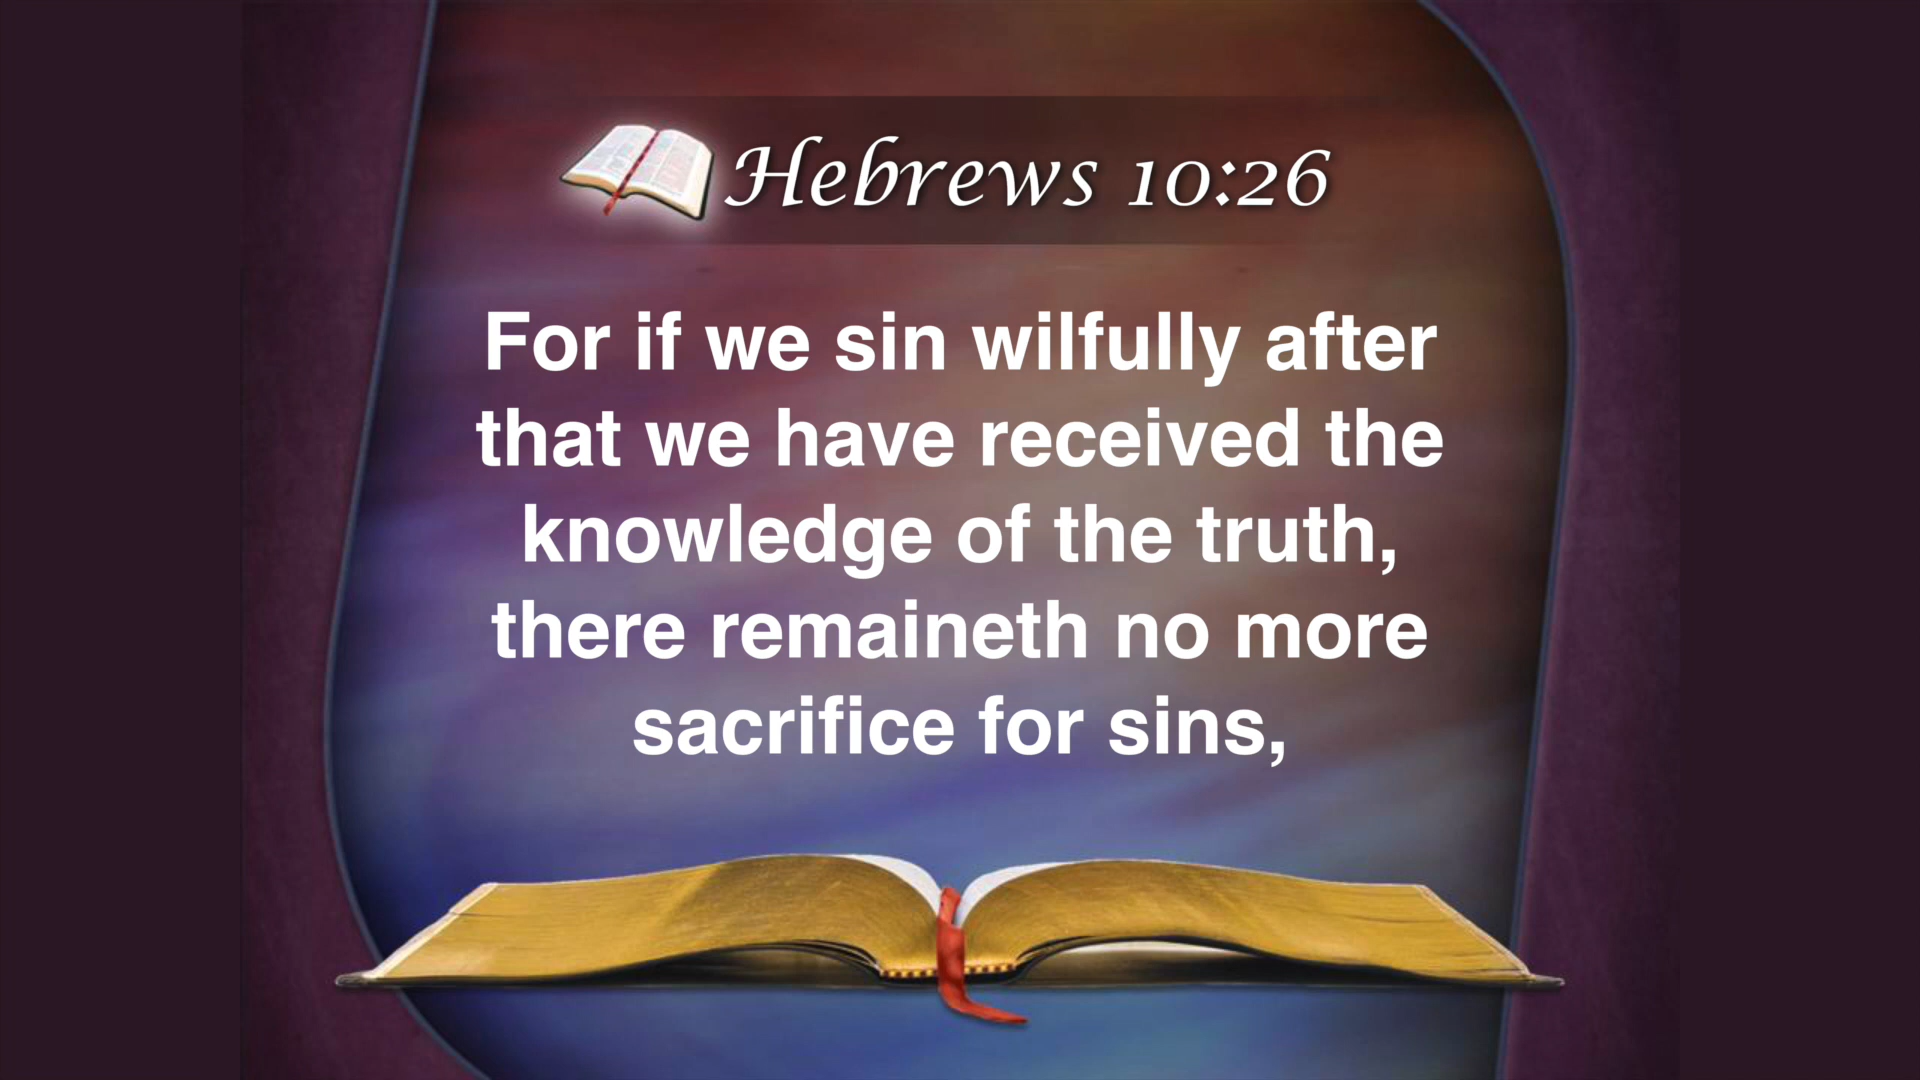 Hebrews 10:26
For if we sin wilfully after
that we have received the
knowledge of the truth,
there remaineth no more
sacrifice for sins,